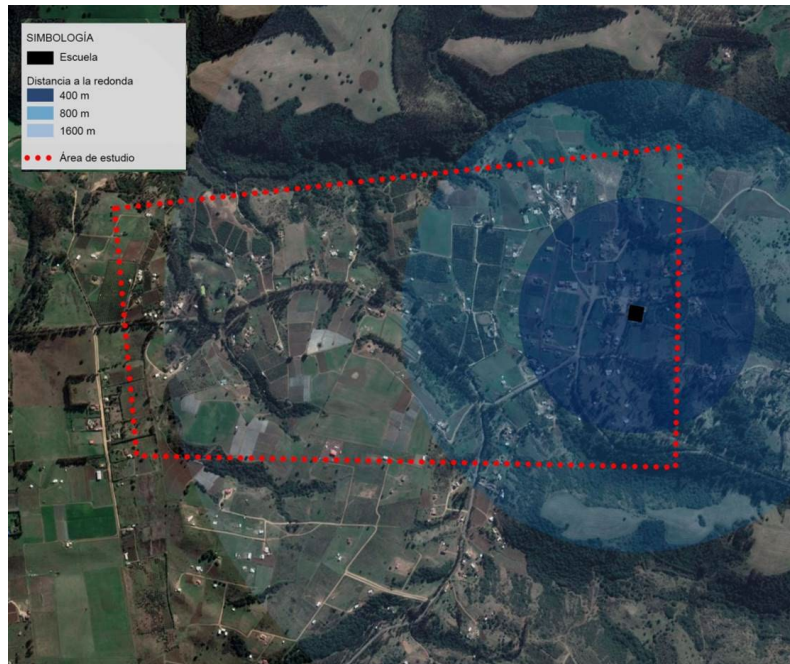 SIMBOLOGÍA
Escuela
Distancia a la redonda
400 m
800 m
1600 m
Área de estudio